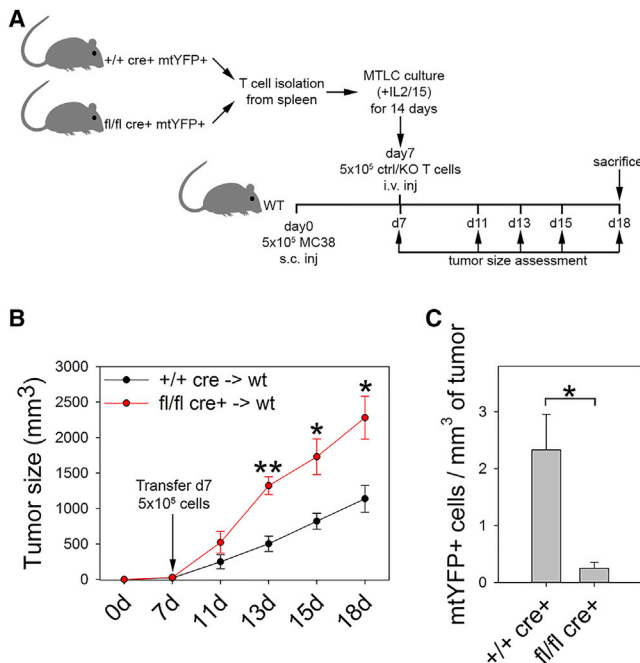 A
+/+ cre+ mtYFP+
fl/fl cre+ mtYFP+
T cell isolation
from spleen
MTLC culture
(+IL2/15)
for 14 days
day7
5x10⁵ ctrl/KO T cells
i.v. inj
sacrifice
WT
day0
5x10⁵ MC38
s.c. inj
d7
d11
d13
d15
d18
tumor size assessment
B
Tumor size (mm3)
3000
2500
2000
1500
1000
500
0
+/+ cre -> wt
fl/fl cre+ -> wt
Transfer d7
5x10⁵ cells
**
*
*
0d
7d
11d
13d
15d
18d
C
mtYFP+ cells / mm³ of tumor
3
2
1
0
*
+/+ cre+
fl/fl cre+